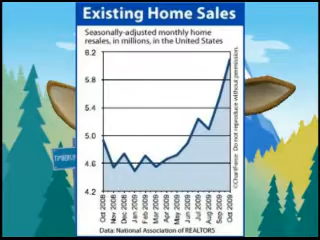 Existing Home Sales
Seasonally-adjusted monthly home
resales, in millions, in the United States
6.2
5.8
5.4
5.0
4.6
4.2
Oct 2008
Nov 2008
Dec 2008
Jan 2009
Feb 2009
Mar 2009
Apr 2009
May 2009
Jun 2009
Jul 2009
Aug 2009
Sep 2009
Oct 2009
©ChartForce Do not reproduce without permission.
Data: National Association of REALTORS